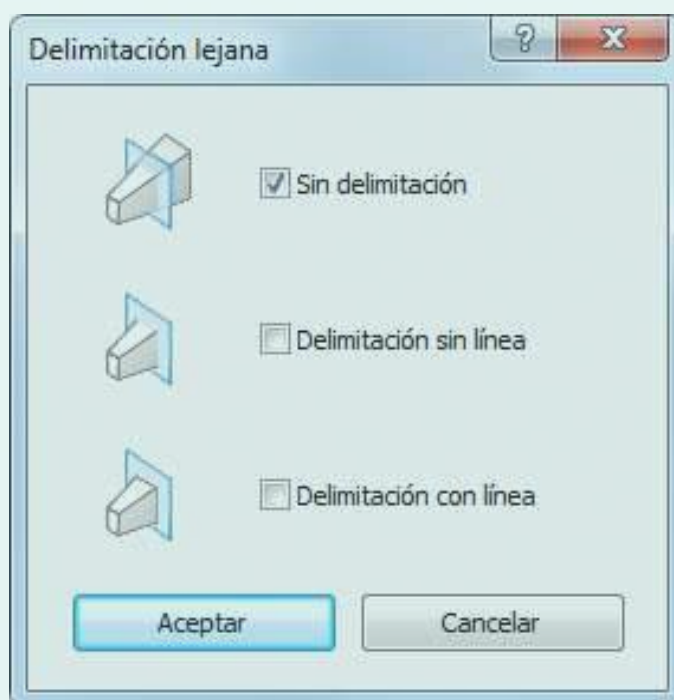 Delimitación lejana
?
Sin delimitación
Delimitación sin línea
Delimitación con línea
Aceptar
Cancelar